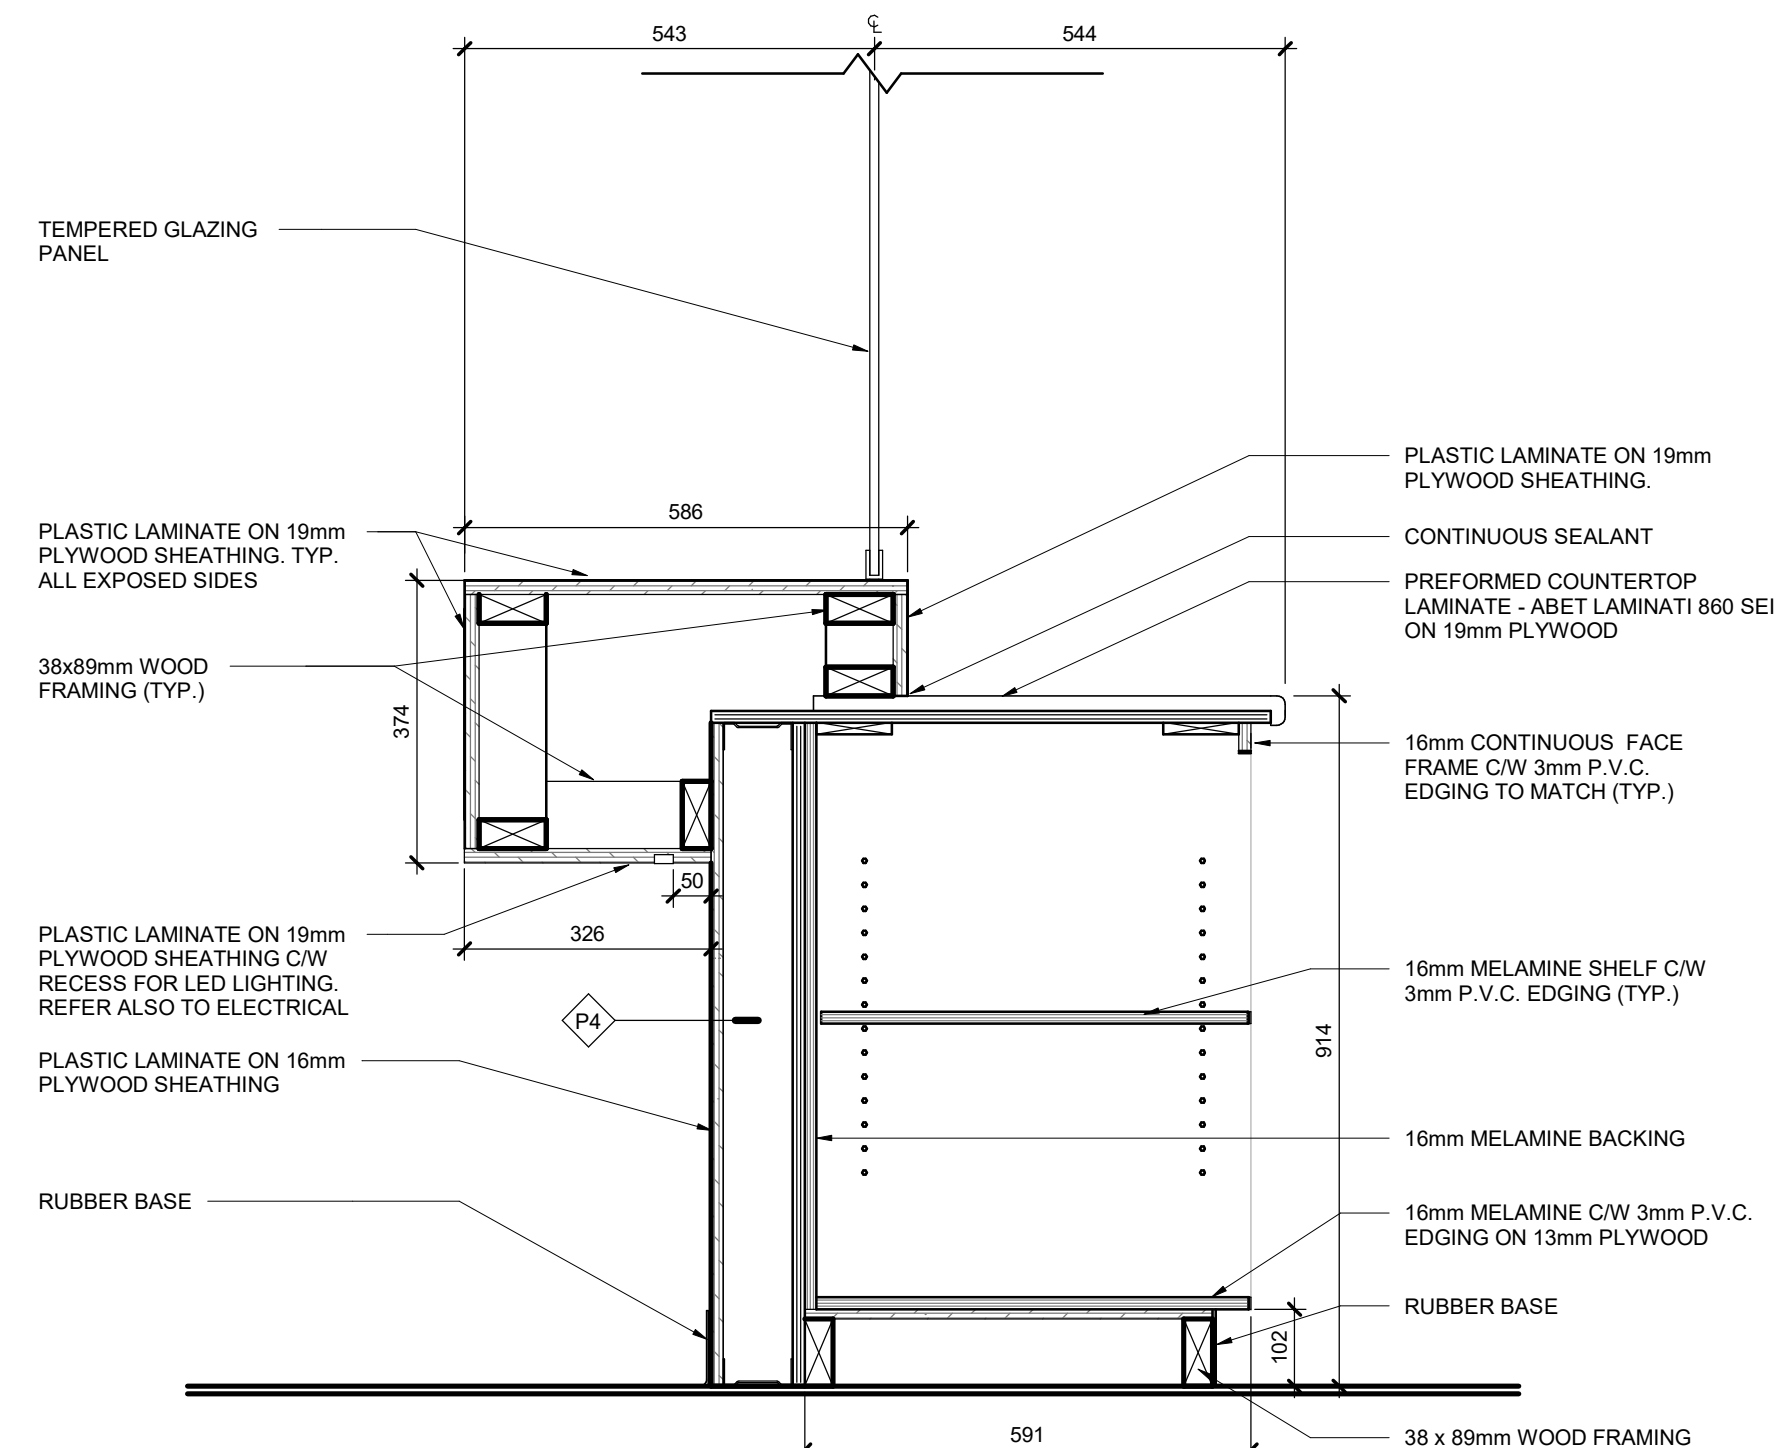 543
℄
544
TEMPERED GLAZING
PANEL
PLASTIC LAMINATE ON 19mm
PLYWOOD SHEATHING.
586
CONTINUOUS SEALANT
PLASTIC LAMINATE ON 19mm
PLYWOOD SHEATHING. TYP.
ALL EXPOSED SIDES
PREFORMED COUNTERTOP
LAMINATE - ABET LAMINATI 860 SEI
ON 19mm PLYWOOD
38x89mm WOOD
FRAMING (TYP.)
374
16mm CONTINUOUS FACE
FRAME C/W 3mm P.V.C.
EDGING TO MATCH (TYP.)
50
326
PLASTIC LAMINATE ON 19mm
PLYWOOD SHEATHING C/W
RECESS FOR LED LIGHTING.
REFER ALSO TO ELECTRICAL
16mm MELAMINE SHELF C/W
3mm P.V.C. EDGING (TYP.)
P4
914
PLASTIC LAMINATE ON 16mm
PLYWOOD SHEATHING
16mm MELAMINE BACKING
RUBBER BASE
16mm MELAMINE C/W 3mm P.V.C.
EDGING ON 13mm PLYWOOD
RUBBER BASE
102
591
38 x 89mm WOOD FRAMING